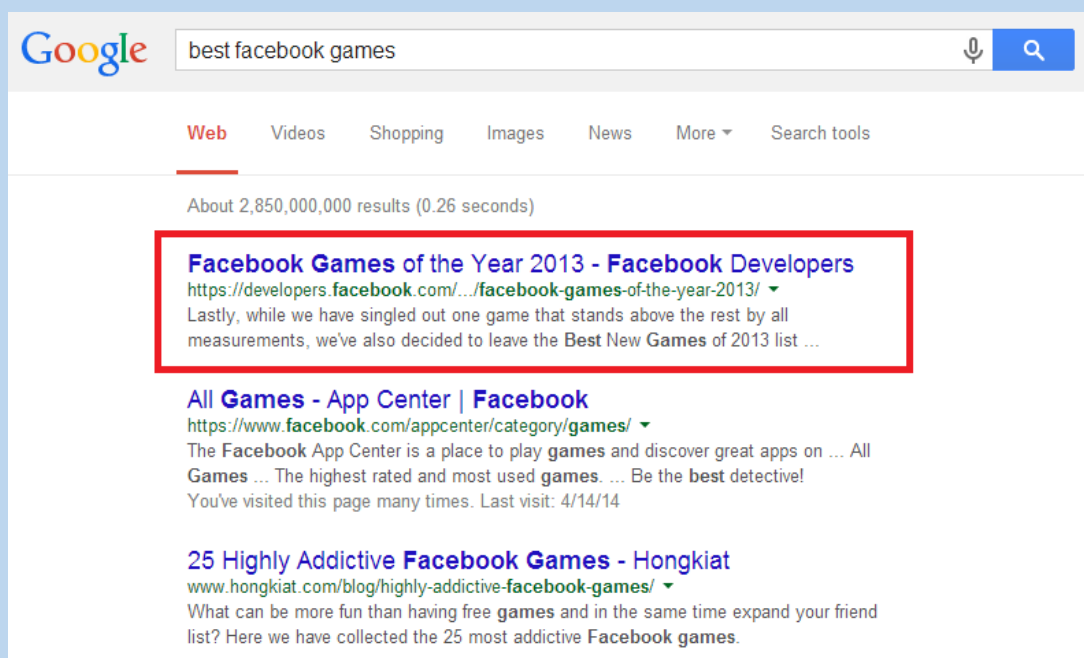 Google best facebook games
Web Videos Shopping Images News More Search tools
About 2,850,000,000 results (0.26 seconds)
Facebook Games of the Year 2013 - Facebook Developers
https://developers.facebook.com/.../facebook-games-of-the-year-2013/
Lastly, while we have singled out one game that stands above the rest by all
measurements, we've also decided to leave the Best New Games of 2013 list ...
All Games - App Center | Facebook
https://www.facebook.com/appcenter/category/games/
The Facebook App Center is a place to play games and discover great apps on ... All
Games ... The highest rated and most used games. ... Be the best detective!
You've visited this page many times. Last visit: 4/14/14
25 Highly Addictive Facebook Games - Hongkiat
www.hongkiat.com/blog/highly-addictive-facebook-games/
What can be more fun than having free games and in the same time expand your friend
list? Here we have collected the 25 most addictive Facebook games.